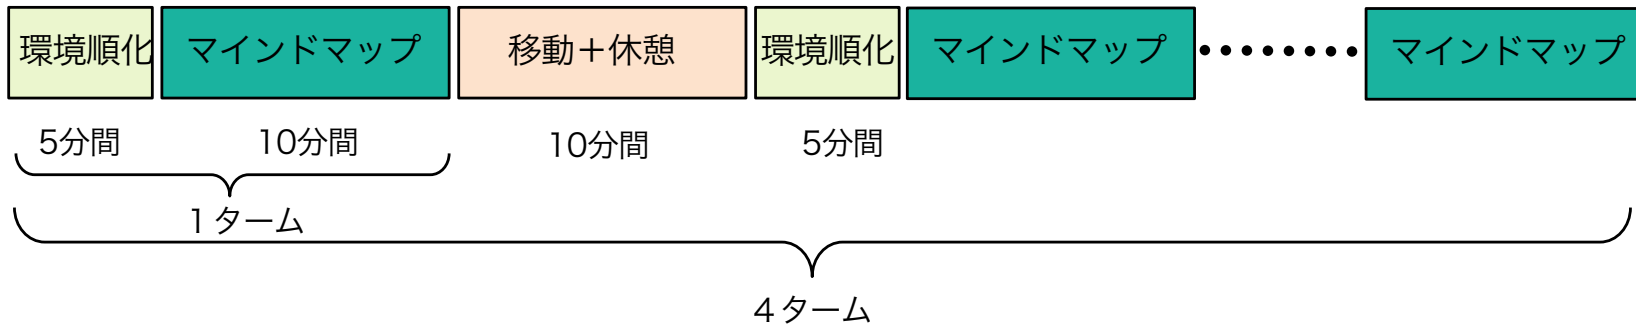 環境順化 マインドマップ 移動＋休憩 環境順化 マインドマップ マインドマップ
5分間 10分間 10分間 5分間
1ターム
4ターム